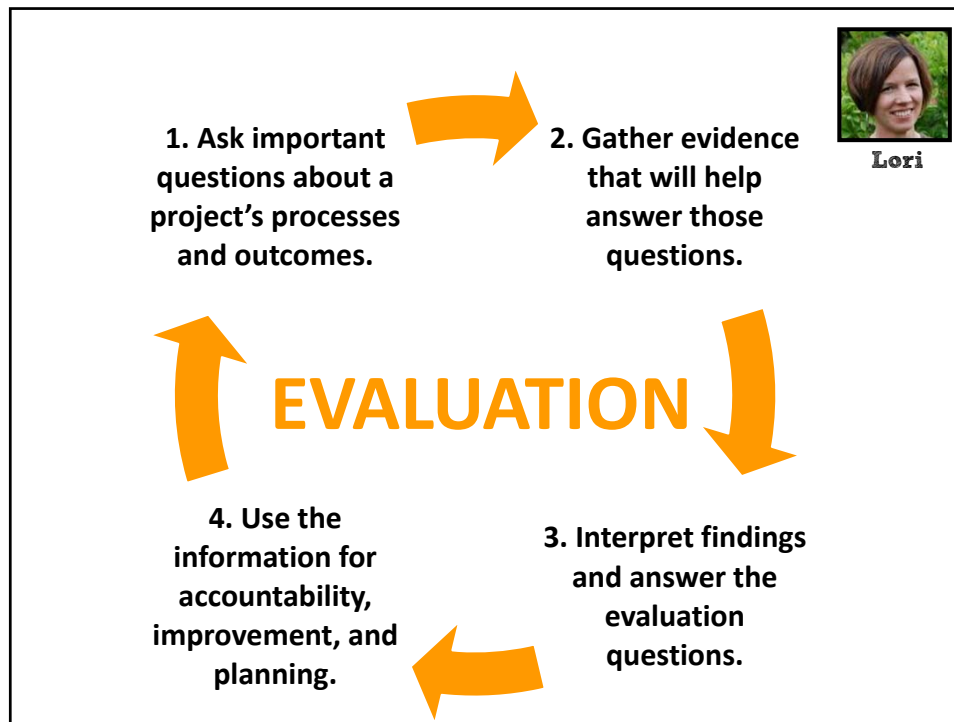 1. Ask important
questions about a
project’s processes
and outcomes.
2. Gather evidence
that will help
answer those
questions.
Lori
EVALUATION
3. Interpret findings
and answer the
evaluation
questions.
4. Use the
information for
accountability,
improvement, and
planning.